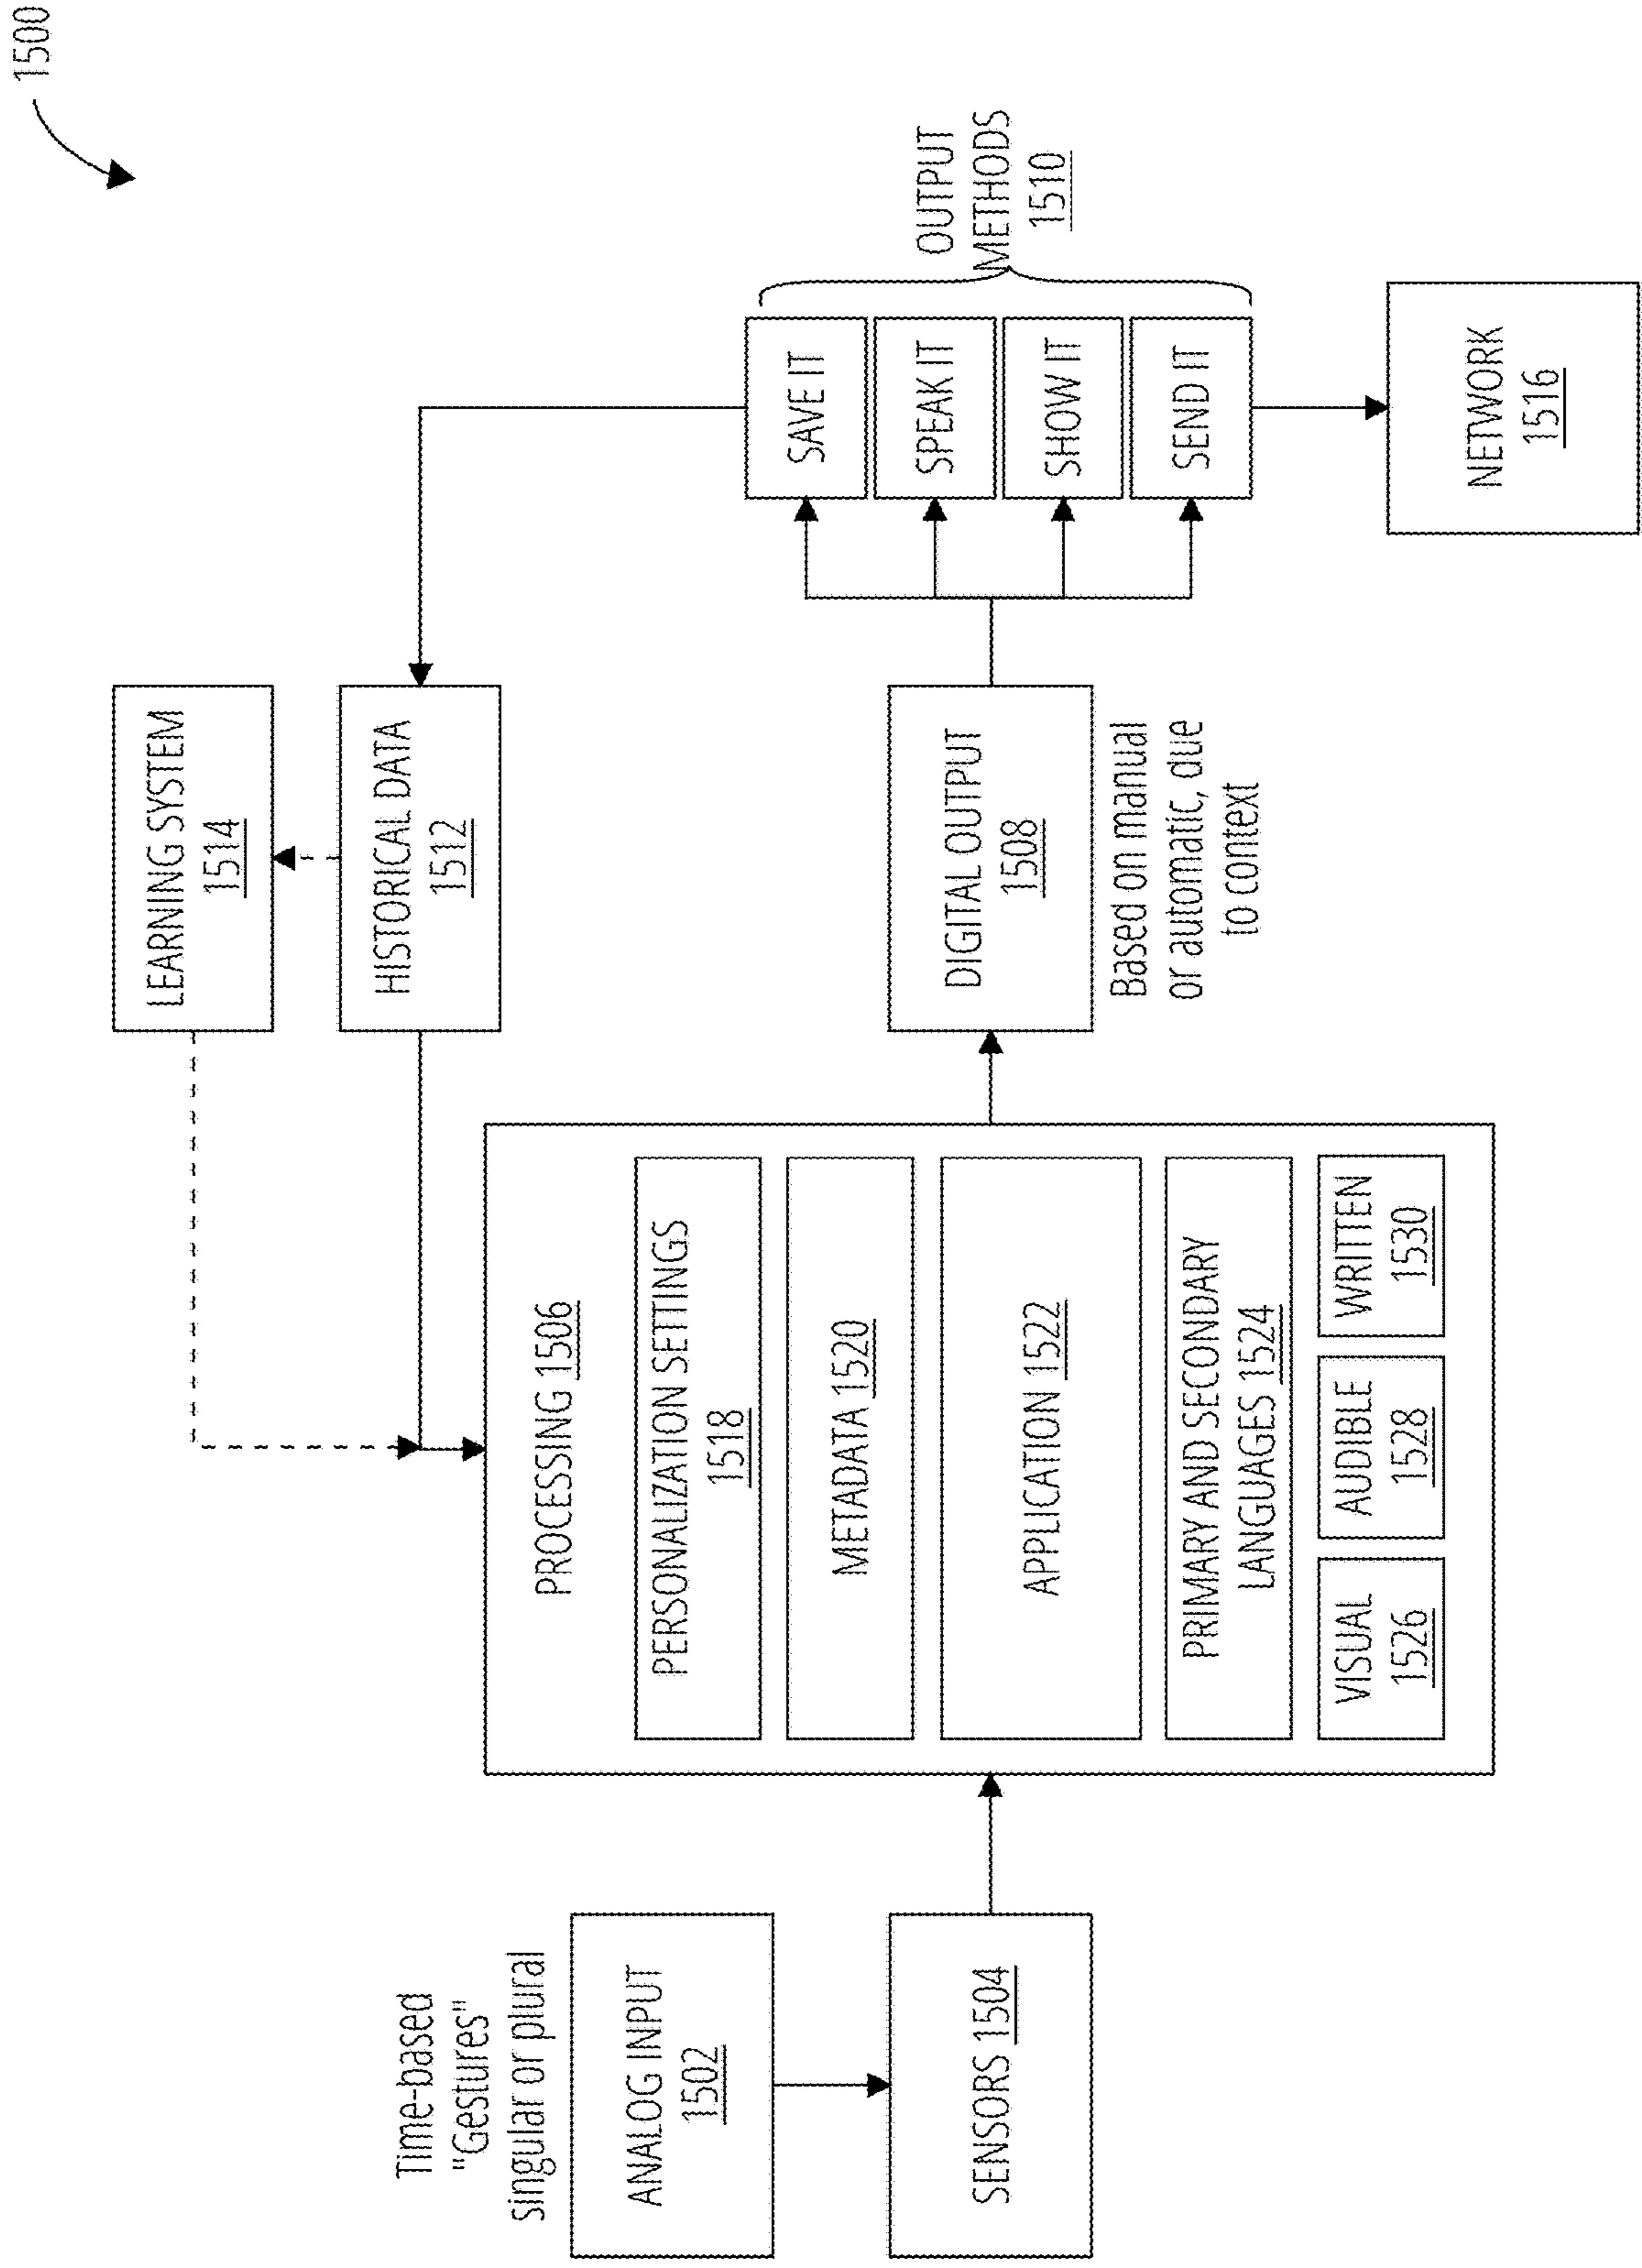 1500
Time-based
"Gestures"
singular or plural
ANALOG INPUT
1502
SENSORS 1504
PROCESSING 1506
PERSONALIZATION SETTINGS
1518
METADATA 1520
APPLICATION 1522
PRIMARY AND SECONDARY
LANGUAGES 1524
VISUAL
1526
AUDIBLE
1528
WRITTEN
1530
LEARNING SYSTEM
1514
HISTORICAL DATA
1512
DIGITAL OUTPUT
1508
Based on manual
or automatic, due
to context
SAVE IT
SPEAK IT
SHOW IT
SEND IT
OUTPUT
METHODS
1510
NETWORK
1516